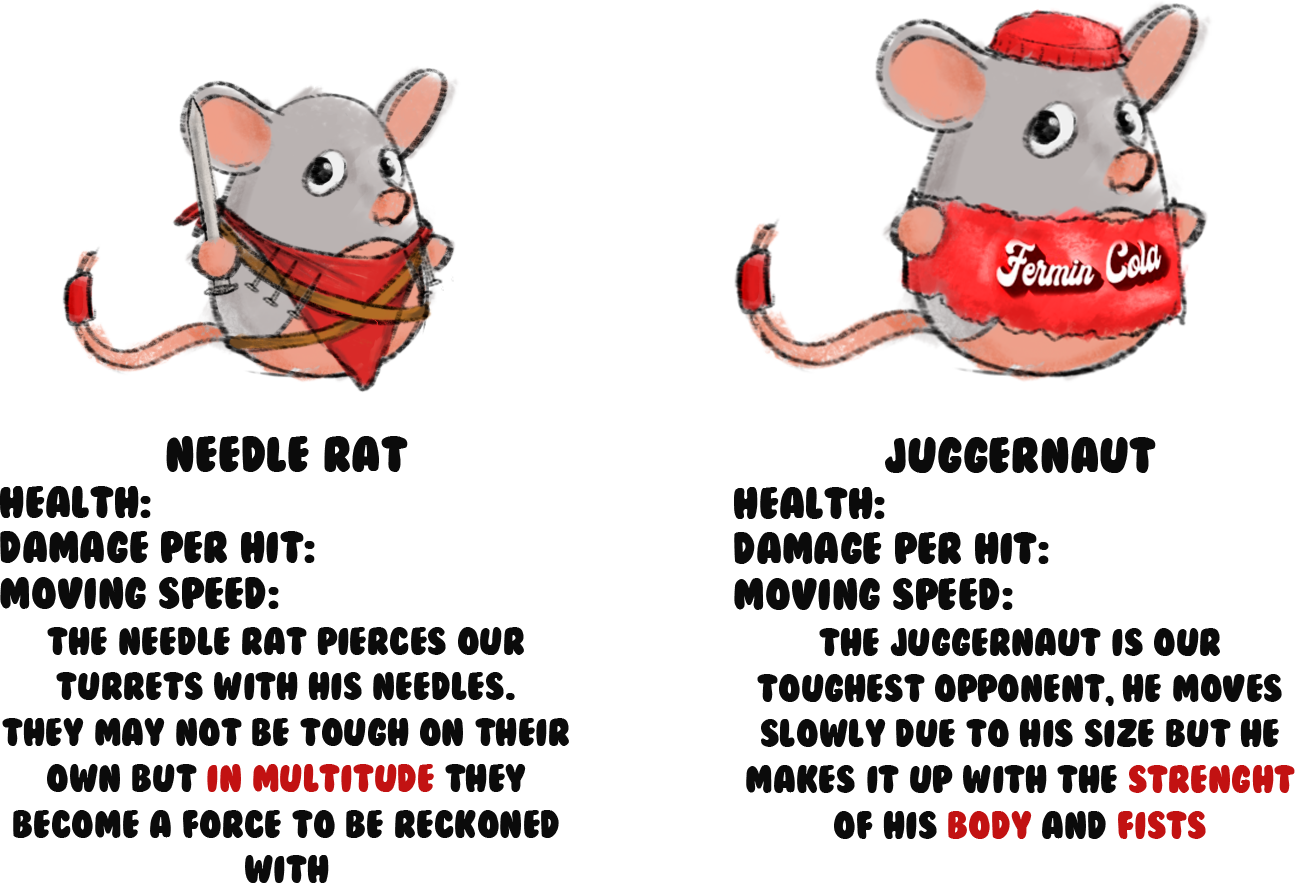 Fermin Cola
NEEDLE RAT
HEALTH:
DAMAGE PER HIT:
MOVING SPEED:
THE NEEDLE RAT PIERCES OUR
TURRETS WITH HIS NEEDLES.
THEY MAY NOT BE TOUGH ON THEIR
OWN BUT IN MULTITUDE THEY
BECOME A FORCE TO BE RECKONED
WITH
JUGGERNAUT
HEALTH:
DAMAGE PER HIT:
MOVING SPEED:
THE JUGGERNAUT IS OUR
TOUGHEST OPPONENT, HE MOVES
SLOWLY DUE TO HIS SIZE BUT HE
MAKES IT UP WITH THE STRENGHT
OF HIS BODY AND FISTS